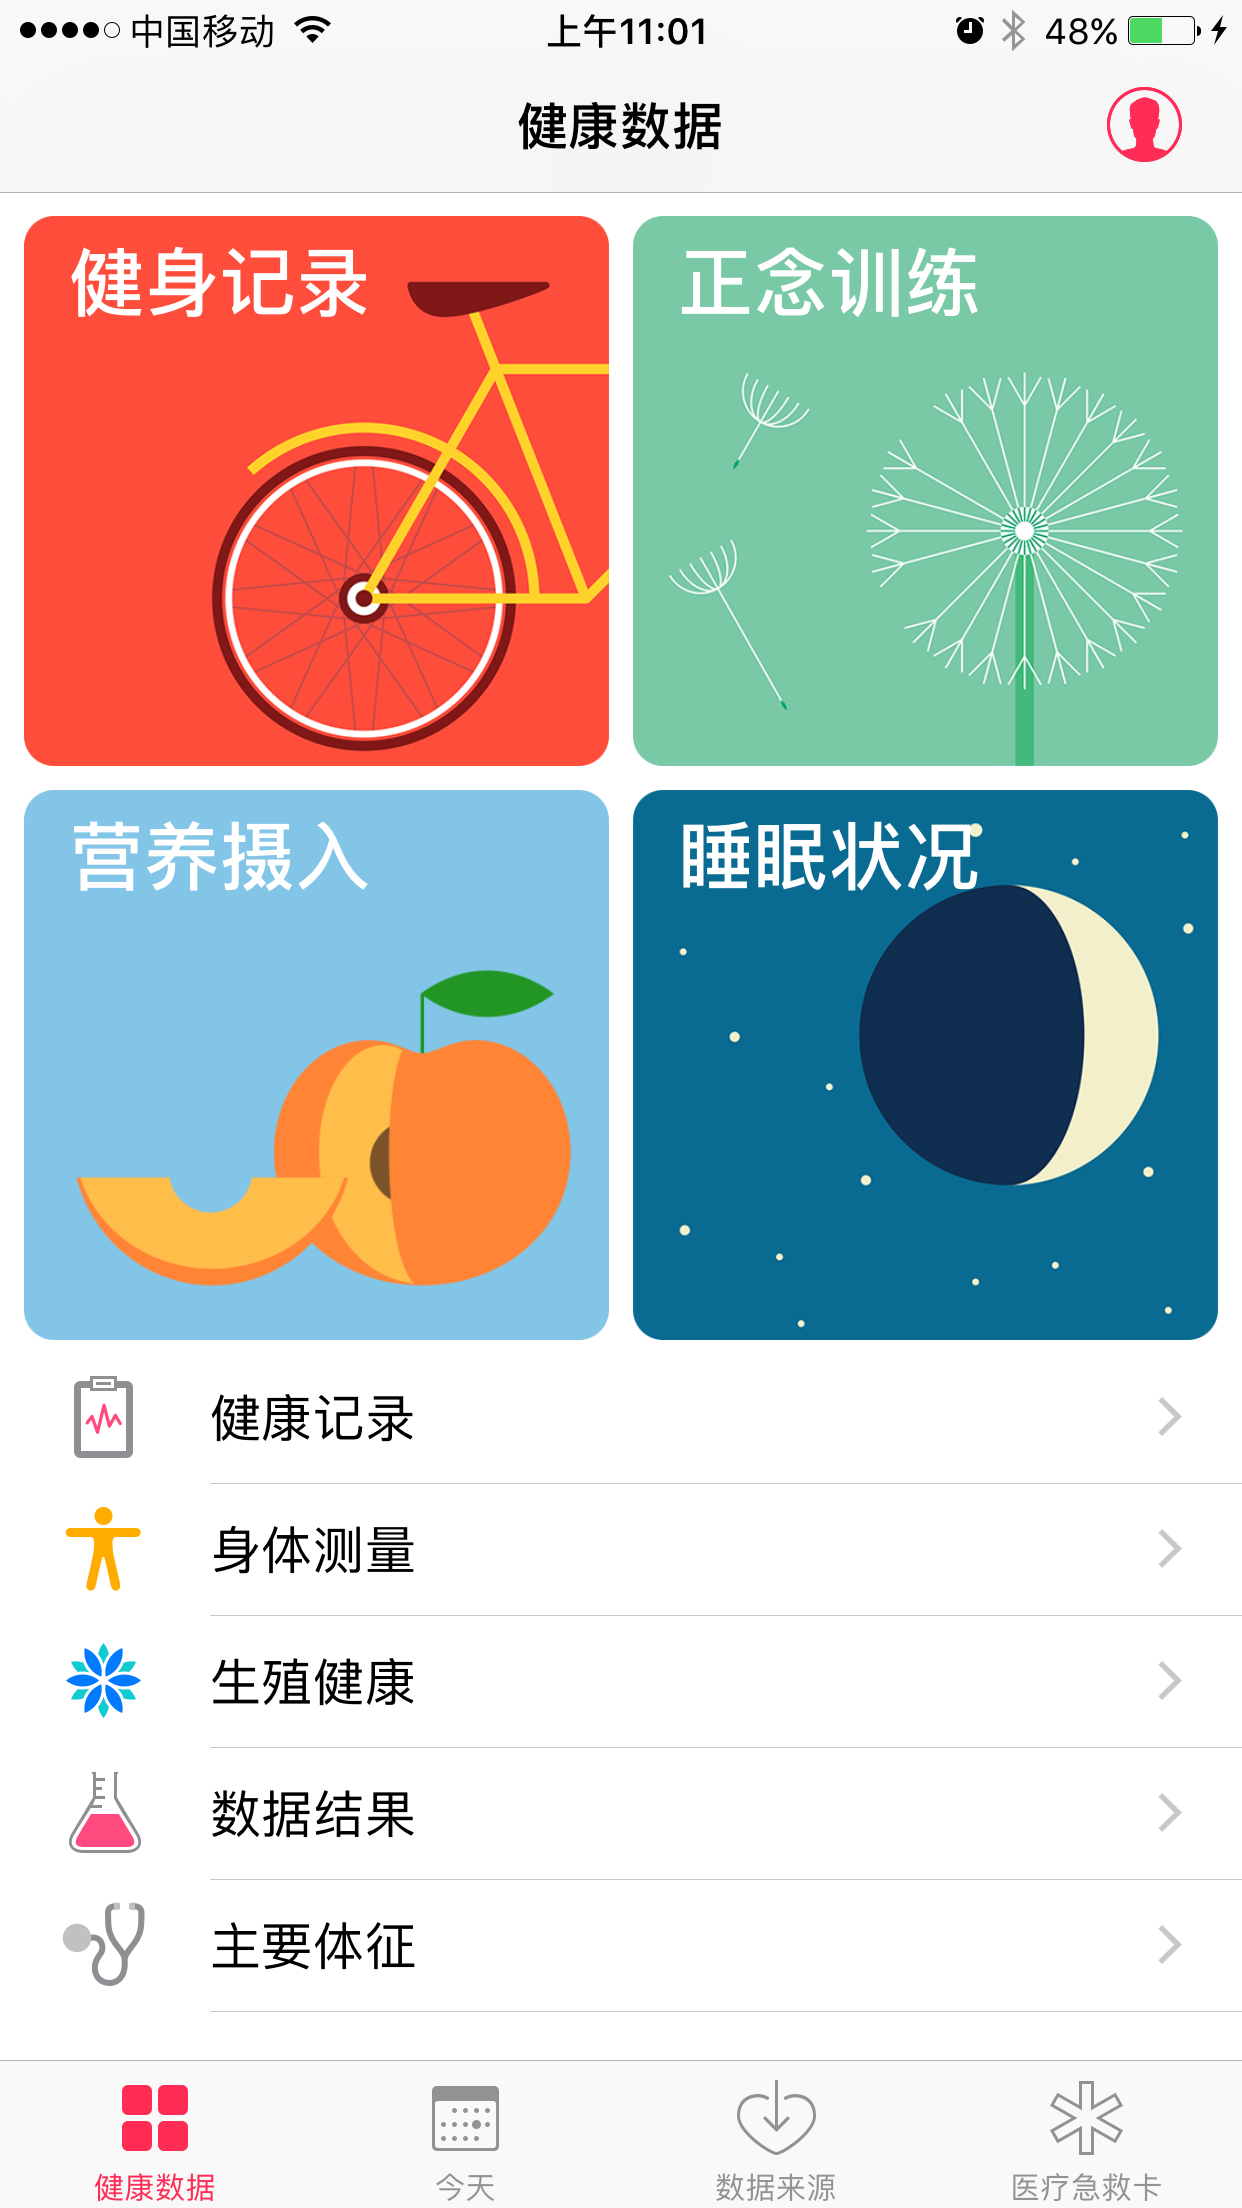 中国移动 上午11:01 48%
健康数据
健身记录
正念训练
营养摄入
睡眠状况
健康记录
身体测量
生殖健康
数据结果
主要体征
健康数据 今天 数据来源 医疗急救卡